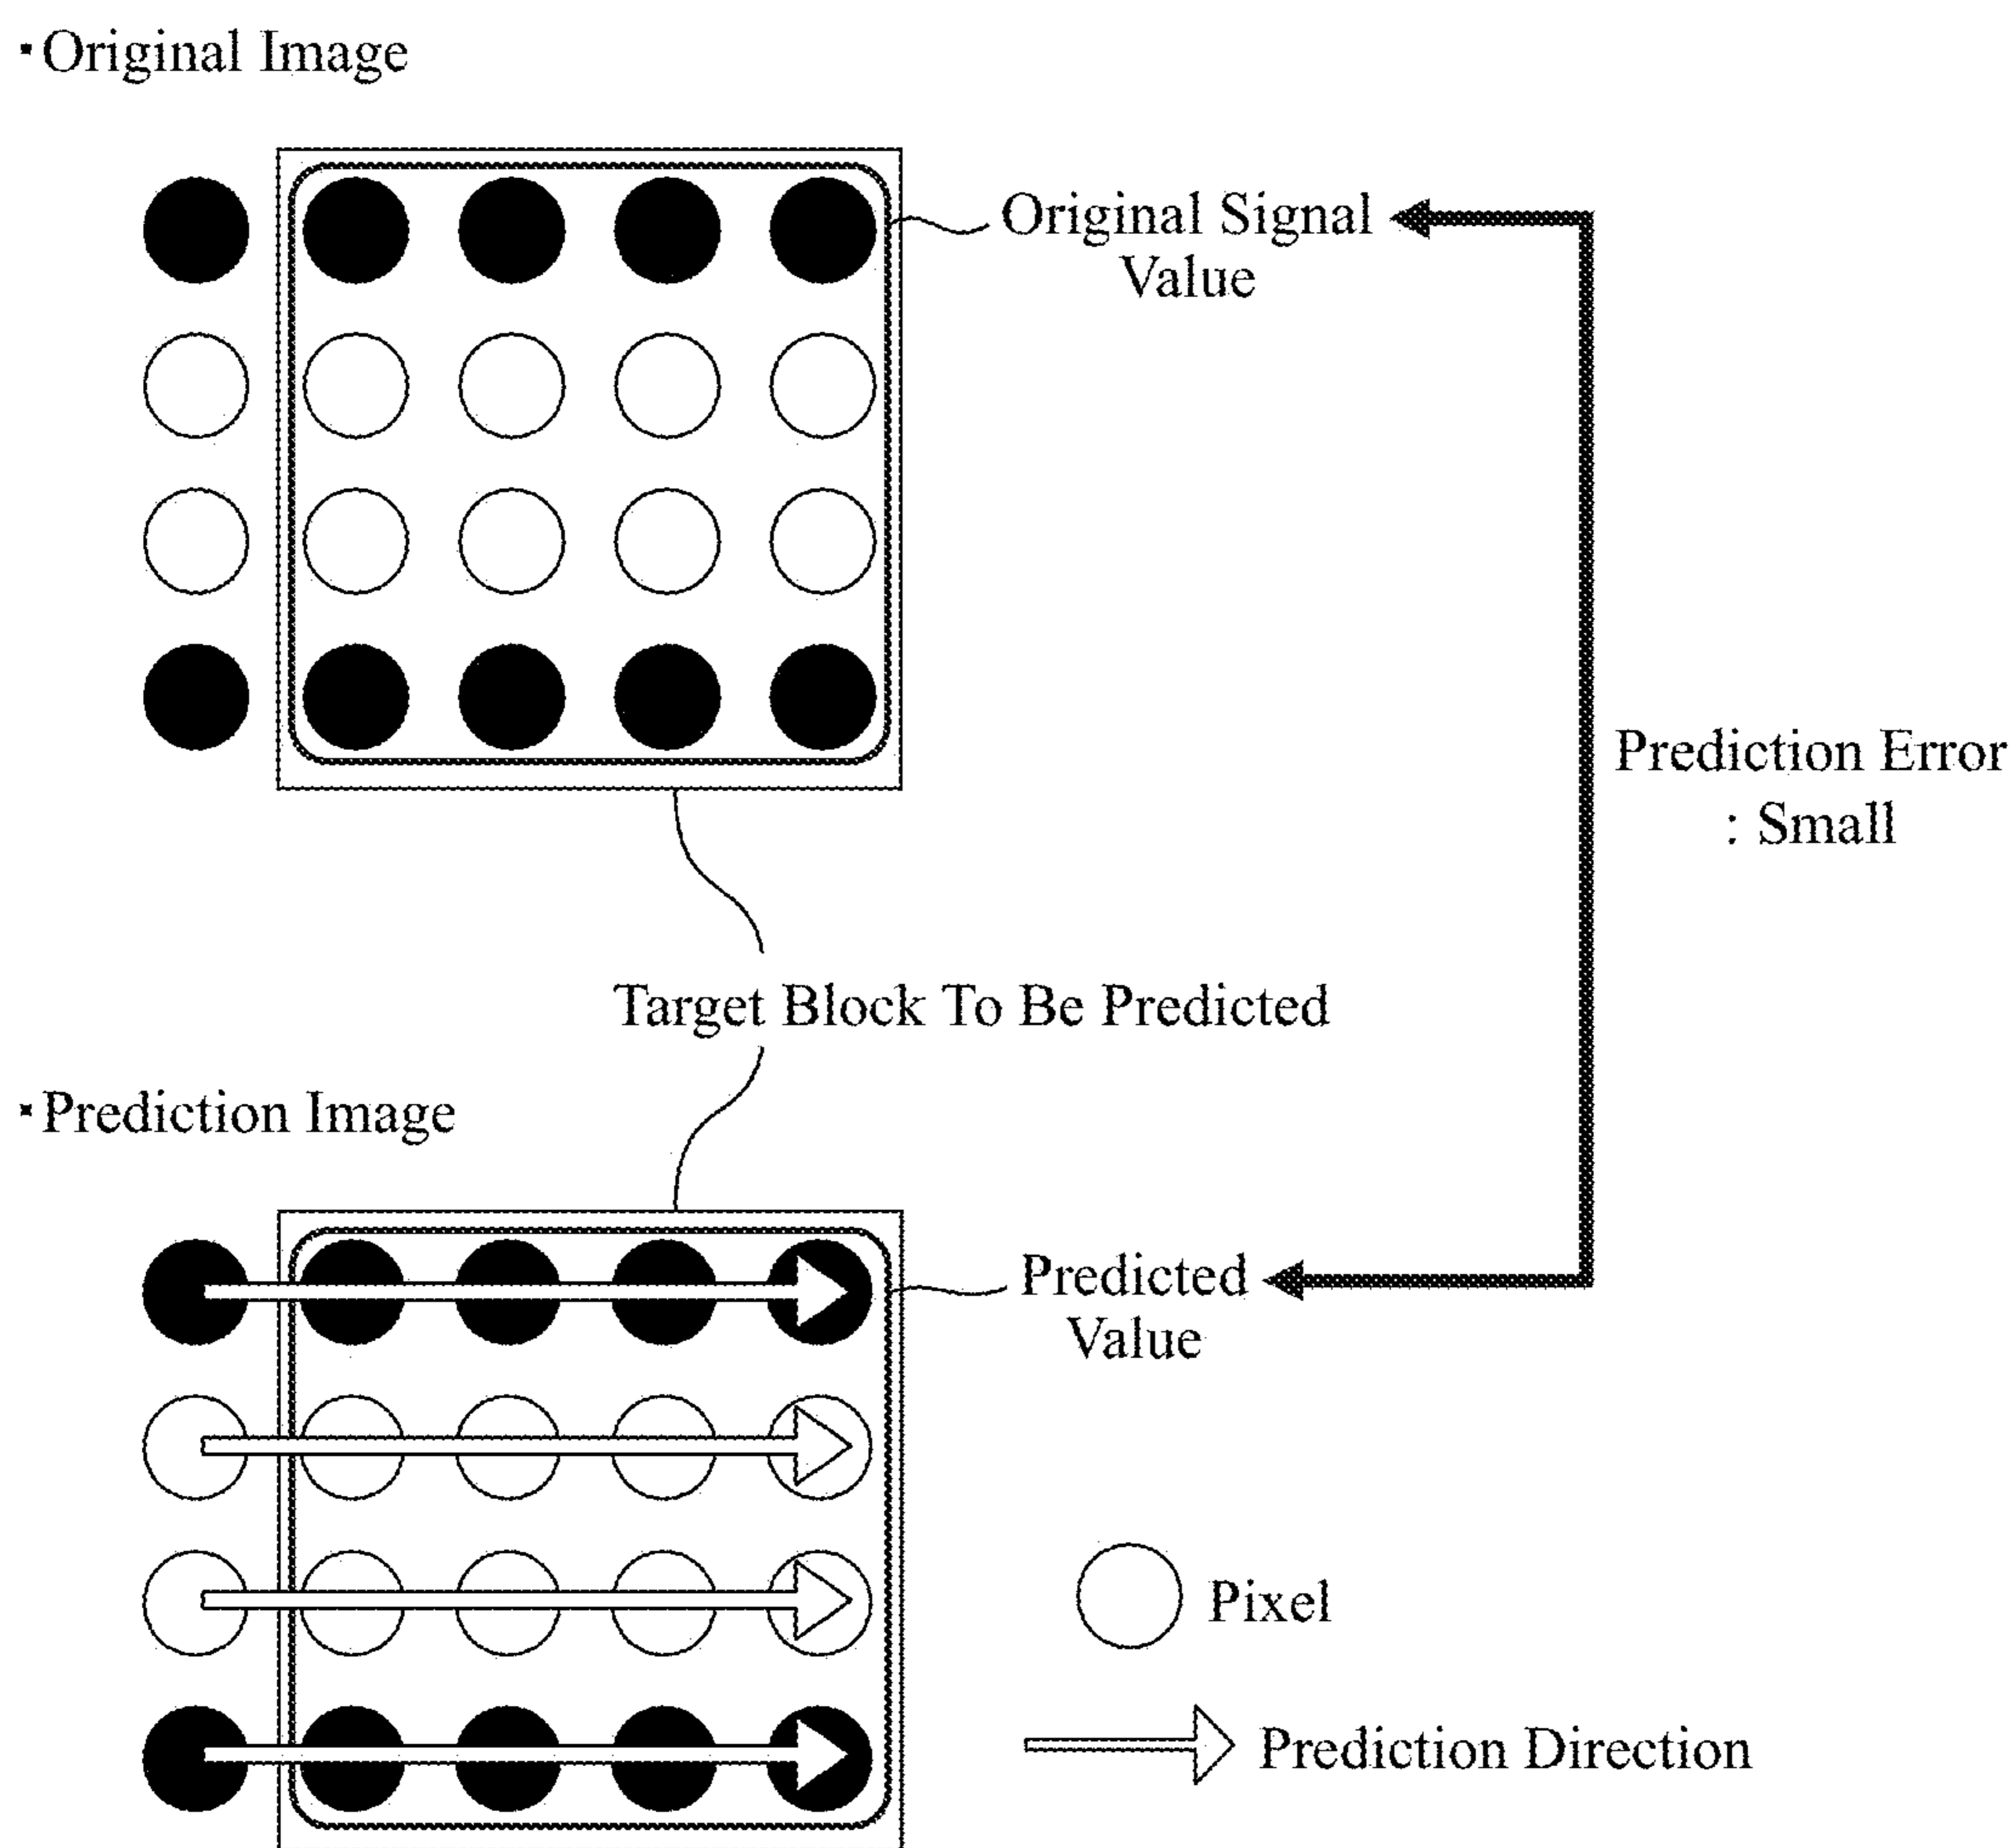 ▪Original Image
Original Signal
Value
Prediction Error
: Small
Target Block To Be Predicted
▪Prediction Image
Predicted
Value
Pixel
Prediction Direction